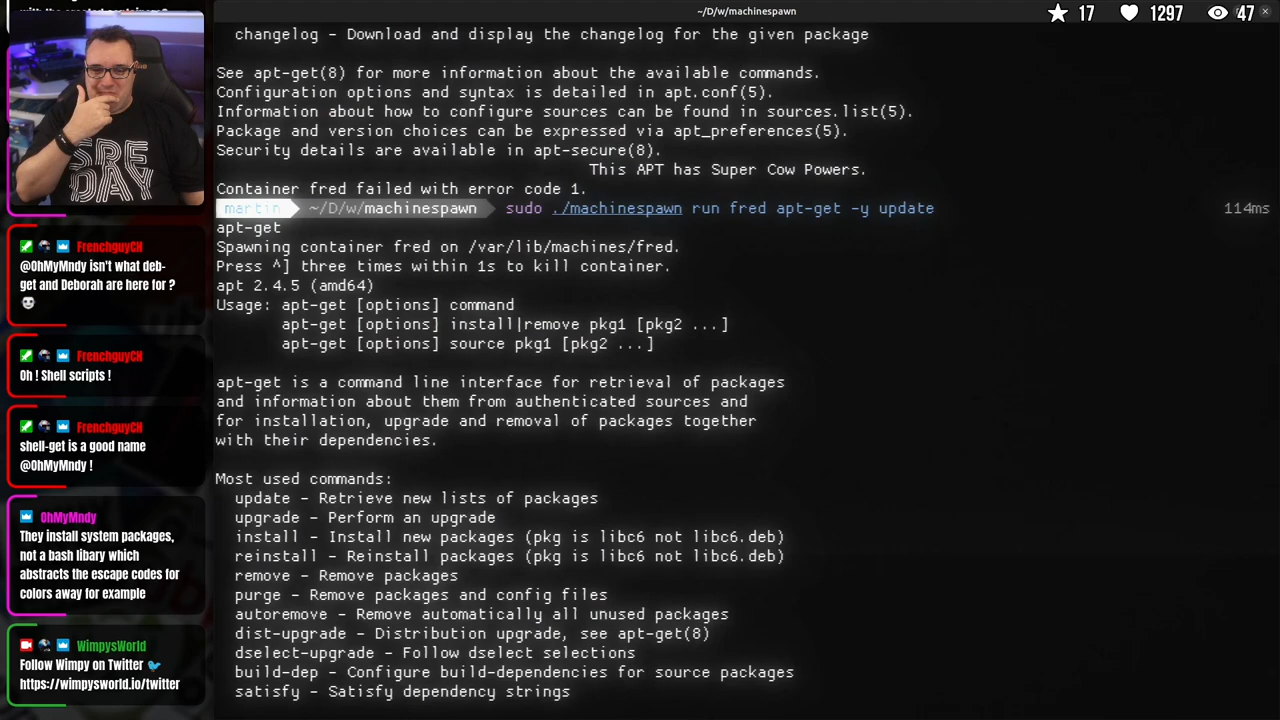 ~/D/w/machinespawn
17
1297
47
SRE
DAY
FrenchguyCH
@OhMyMndy isn't what deb-
get and Deborah are here for ?
FrenchguyCH
Oh ! Shell scripts !
FrenchguyCH
shell-get is a good name
@OhMyMndy !
OhMyMndy
They install system packages,
not a bash libary which
abstracts the escape codes for
colors away for example
WimpysWorld
Follow Wimpy on Twitter 🐦
https://wimpysworld.io/twitter
changelog - Download and display the changelog for the given package
See apt-get(8) for more information about the available commands.
Configuration options and syntax is detailed in apt.conf(5).
Information about how to configure sources can be found in sources.list(5).
Package and version choices can be expressed via apt_preferences(5).
Security details are available in apt-secure(8).
This APT has Super Cow Powers.
Container fred failed with error code 1.
martin ~/D/w/machinespawn sudo ./machinespawn run fred apt-get -y update 114ms
apt-get
Spawning container fred on /var/lib/machines/fred.
Press ^] three times within 1s to kill container.
apt 2.4.5 (amd64)
Usage: apt-get [options] command
apt-get [options] install|remove pkg1 [pkg2 ...]
apt-get [options] source pkg1 [pkg2 ...]
apt-get is a command line interface for retrieval of packages
and information about them from authenticated sources and
for installation, upgrade and removal of packages together
with their dependencies.
Most used commands:
update - Retrieve new lists of packages
upgrade - Perform an upgrade
install - Install new packages (pkg is libc6 not libc6.deb)
reinstall - Reinstall packages (pkg is libc6 not libc6.deb)
remove - Remove packages
purge - Remove packages and config files
autoremove - Remove automatically all unused packages
dist-upgrade - Distribution upgrade, see apt-get(8)
dselect-upgrade - Follow dselect selections
build-dep - Configure build-dependencies for source packages
satisfy - Satisfy dependency strings